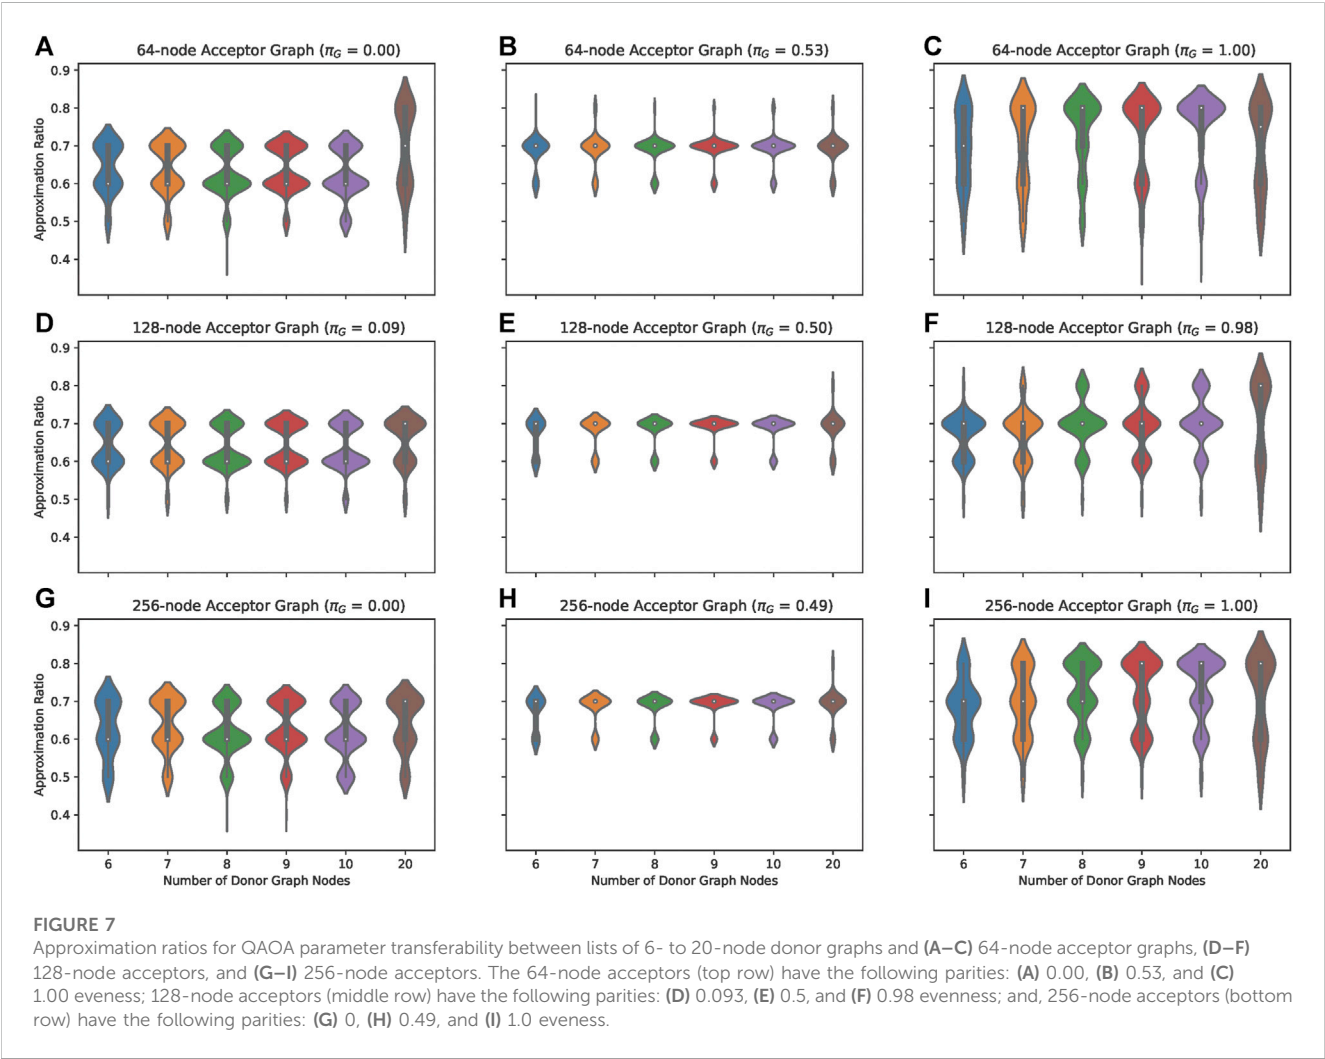 A
64-node Acceptor Graph (π_G = 0.00)
B
64-node Acceptor Graph (π_G = 0.53)
C
64-node Acceptor Graph (π_G = 1.00)
Approximation Ratio
0.9
0.8
0.7
0.6
0.5
0.4
D
128-node Acceptor Graph (π_G = 0.09)
E
128-node Acceptor Graph (π_G = 0.50)
F
128-node Acceptor Graph (π_G = 0.98)
Approximation Ratio
0.9
0.8
0.7
0.6
0.5
0.4
G
256-node Acceptor Graph (π_G = 0.00)
H
256-node Acceptor Graph (π_G = 0.49)
I
256-node Acceptor Graph (π_G = 1.00)
Approximation Ratio
0.9
0.8
0.7
0.6
0.5
0.4
6 7 8 9 10 20
Number of Donor Graph Nodes
6 7 8 9 10 20
Number of Donor Graph Nodes
6 7 8 9 10 20
Number of Donor Graph Nodes
FIGURE 7
Approximation ratios for QAOA parameter transferability between lists of 6- to 20-node donor graphs and (A–C) 64-node acceptor graphs, (D–F)
128-node acceptors, and (G–I) 256-node acceptors. The 64-node acceptors (top row) have the following parities: (A) 0.00, (B) 0.53, and (C)
1.00 eveness; 128-node acceptors (middle row) have the following parities: (D) 0.093, (E) 0.5, and (F) 0.98 evenness; and, 256-node acceptors (bottom
row) have the following parities: (G) 0, (H) 0.49, and (I) 1.0 eveness.